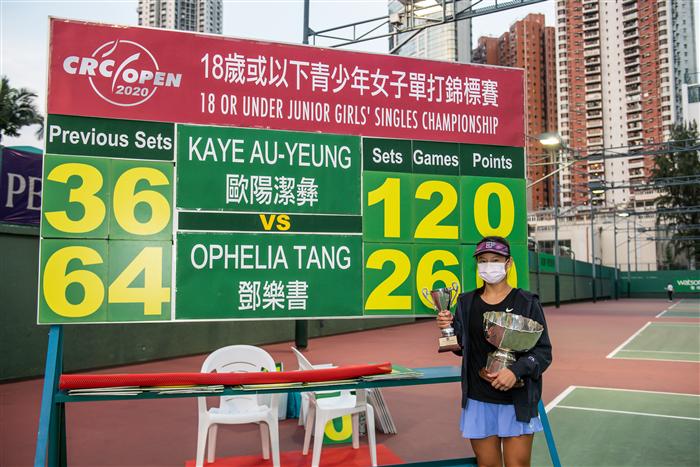 CRC OPEN 2020
18歲或以下青少年女子單打錦標賽
18 OR UNDER JUNIOR GIRLS' SINGLES CHAMPIONSHIP
Previous Sets
KAYE AU-YEUNG
歐陽潔彝
Sets Games Points
3 6
1 2 0 0
VS
6 4
OPHELIA TANG
鄧樂書
2 6